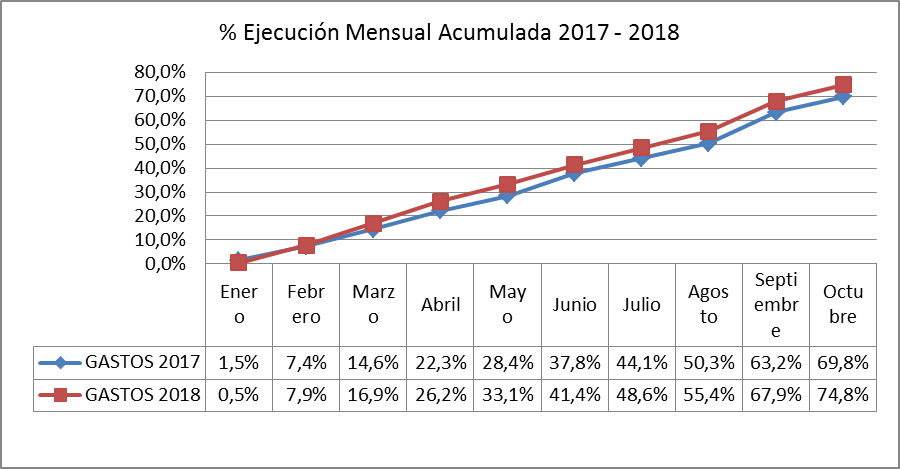 % Ejecución Mensual Acumulada 2017 - 2018
80,0%
70,0%
60,0%
50,0%
40,0%
30,0%
20,0%
10,0%
0,0%
Ener
o
Febr
ero
Marz
o
Abril
May
o
Junio
Julio
Agos
to
Septi
embr
e
Octu
bre
GASTOS 2017 1,5% 7,4% 14,6% 22,3% 28,4% 37,8% 44,1% 50,3% 63,2% 69,8%
GASTOS 2018 0,5% 7,9% 16,9% 26,2% 33,1% 41,4% 48,6% 55,4% 67,9% 74,8%